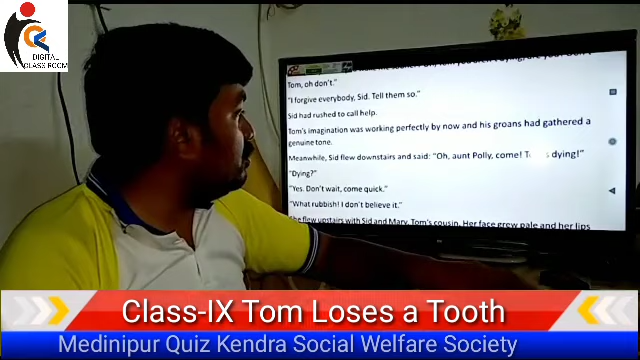 DIGITAL
CLASS ROOM
Tom, oh don't."
"I forgive everybody, Sid. Tell them so."
Sid had rushed to call help.
Tom's imagination was working perfectly by now and his groans had gathered a
genuine tone.
Meanwhile, Sid flew downstairs and said: "Oh, aunt Polly, come! T s dying!"
"Dying?"
"Yes. Don't wait, come quick."
"What rubbish! I don't believe it."
She flew upstairs with Sid and Mary, Tom's cousin. Her face grew pale and her lips
Class-IX Tom Loses a Tooth
Medinipur Quiz Kendra Social Welfare Society